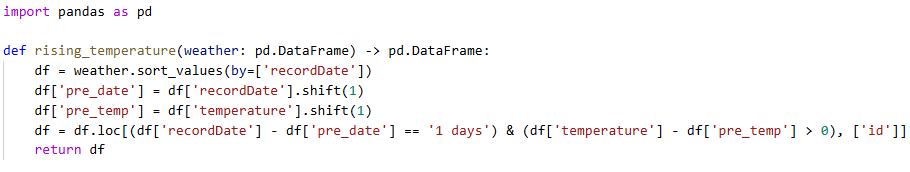 import pandas as pd

def rising_temperature(weather: pd.DataFrame) -> pd.DataFrame:
    df = weather.sort_values(by=['recordDate'])
    df['pre_date'] = df['recordDate'].shift(1)
    df['pre_temp'] = df['temperature'].shift(1)
    df = df.loc[(df['recordDate'] - df['pre_date'] == '1 days') & (df['temperature'] - df['pre_temp'] > 0), ['id']]
    return df